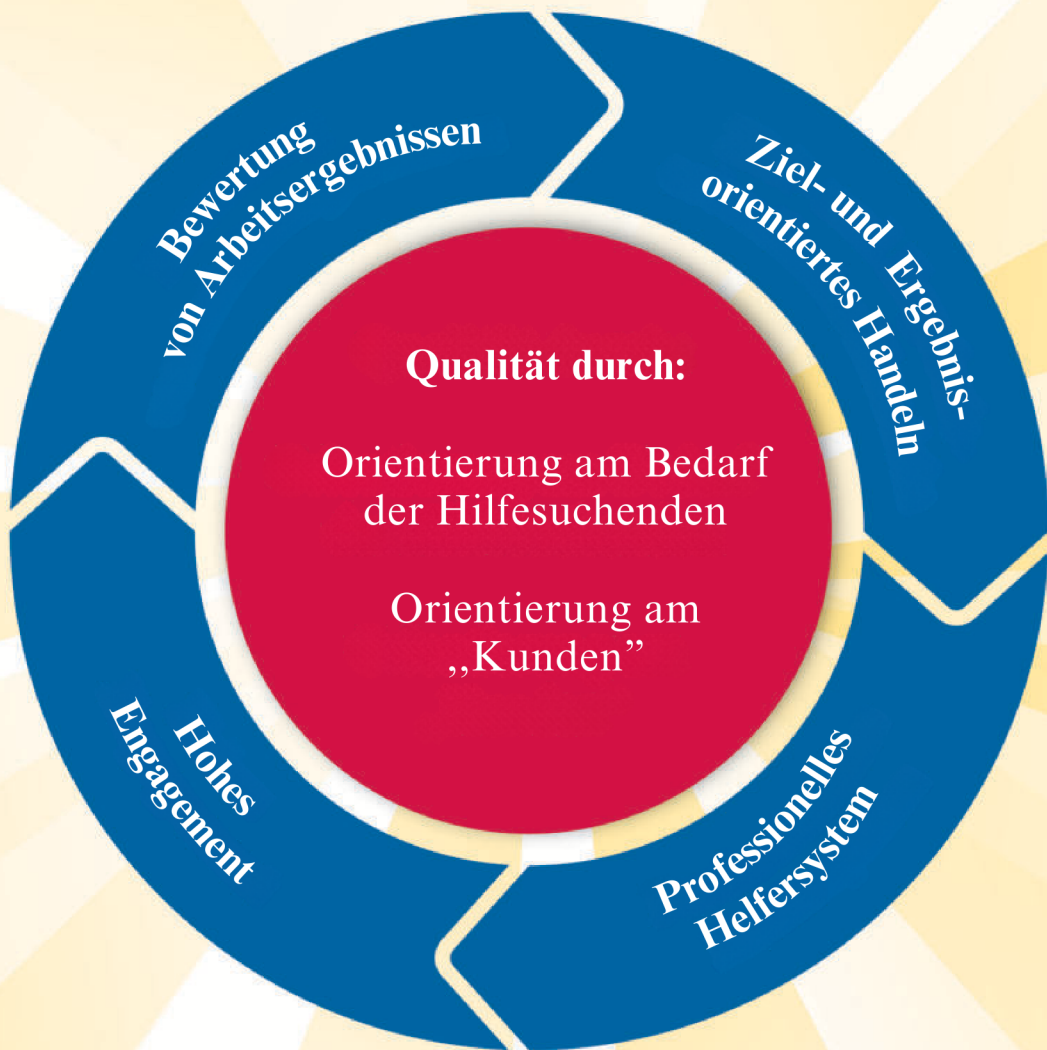 Bewertung
von Arbeitsergebnissen
Ziel- und Ergebnis-
orientiertes Handeln
Qualität durch:
Orientierung am Bedarf
der Hilfesuchenden
Orientierung am
,,Kunden”
Hohes
Engagement
Professionelles
Helfersystem